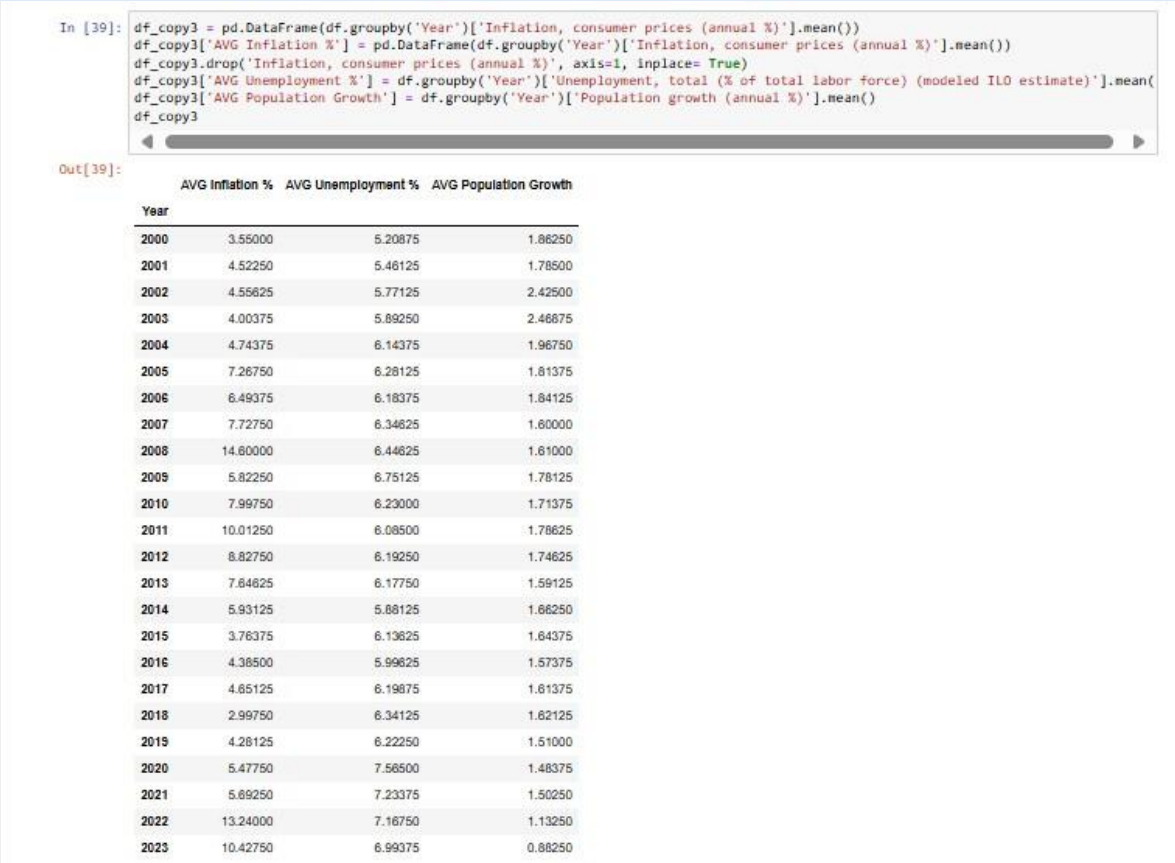 In [39]: df_copy3 = pd.DataFrame(df.groupby('Year')['Inflation, consumer prices (annual %)'].mean())
df_copy3['AVG Inflation %'] = pd.DataFrame(df.groupby('Year')['Inflation, consumer prices (annual %)'].mean())
df_copy3.drop('Inflation, consumer prices (annual %)', axis=1, inplace= True)
df_copy3['AVG Unemployment %'] = df.groupby('Year')['Unemployment, total (% of total labor force) (modeled ILO estimate)'].mean(
df_copy3['AVG Population Growth'] = df.groupby('Year')['Population growth (annual %)'].mean()
df_copy3
Out[39]:
AVG Inflation % AVG Unemployment % AVG Population Growth
Year
2000 3.55000 5.20875 1.86250
2001 4.52250 5.46125 1.78500
2002 4.55625 5.77125 2.42500
2003 4.00375 5.89250 2.46875
2004 4.74375 6.14375 1.96750
2005 7.26750 6.28125 1.81375
2006 6.49375 6.18375 1.84125
2007 7.72750 6.34625 1.60000
2008 14.60000 6.44625 1.61000
2009 5.82250 6.75125 1.78125
2010 7.99750 6.23000 1.71375
2011 10.01250 6.08500 1.78625
2012 8.82750 6.19250 1.74625
2013 7.64625 6.17750 1.59125
2014 5.93125 5.88125 1.66250
2015 3.76375 6.13625 1.64375
2016 4.38500 5.99625 1.57375
2017 4.65125 6.19875 1.61375
2018 2.99750 6.34125 1.62125
2019 4.28125 6.22250 1.51000
2020 5.47750 7.56500 1.48375
2021 5.69250 7.23375 1.50250
2022 13.24000 7.16750 1.13250
2023 10.42750 6.99375 0.88250